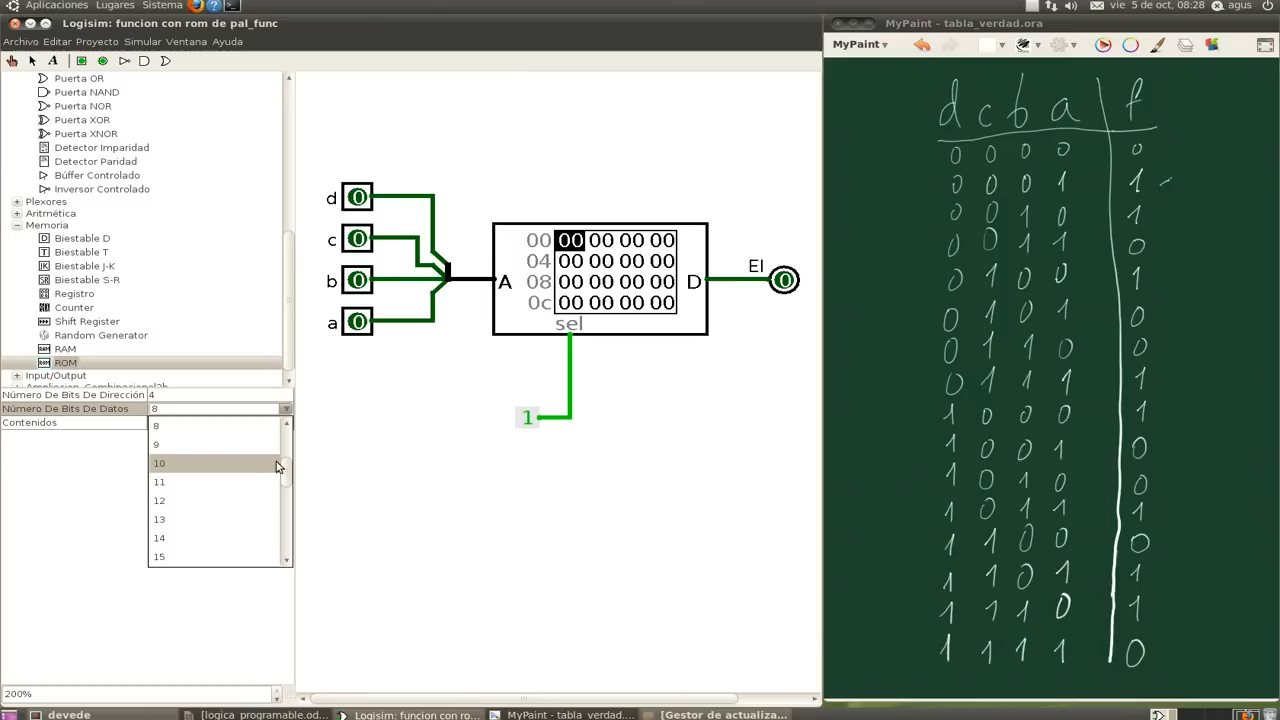 Aplicaciones Lugares Sistema
vie 5 de oct, 08:28 agus
Logisim: funcion con rom de pal_func
MyPaint - tabla_verdad.ora
Archivo Editar Proyecto Simular Ventana Ayuda
MyPaint
A
Puerta OR
Puerta NAND
Puerta NOR
Puerta XOR
Puerta XNOR
Detector Imparidad
Detector Paridad
Búffer Controlado
Inversor Controlado
Plexores
Aritmética
Memoria
Biestable D
Biestable T
Biestable J-K
Biestable S-R
Registro
Counter
Shift Register
Random Generator
RAM
ROM
Input/Output
Ampliacion_Combinacional2b
Número De Bits De Dirección 4
Número De Bits De Datos 8
Contenidos
8
9
10
11
12
13
14
15
200%
d 0
c 0
b 0
a 0
A
00 00 00 00 00
04 00 00 00 00
08 00 00 00 00
0c 00 00 00 00
D
sel
1
El
0
d c b a f
0 0 0 0 0
0 0 0 1 1
0 0 1 0 1
0 0 1 1 0
0 1 0 0 1
0 1 0 1 0
0 1 1 0 0
0 1 1 1 1
1 0 0 0 1
1 0 0 1 0
1 0 1 0 0
1 0 1 1 1
1 1 0 0 0
1 1 0 1 1
1 1 1 0 1
1 1 1 1 0
devede
[logica_programable.od...
Logisim: funcion con ro...
MyPaint - tabla_verdad....
[Gestor de actualiza...